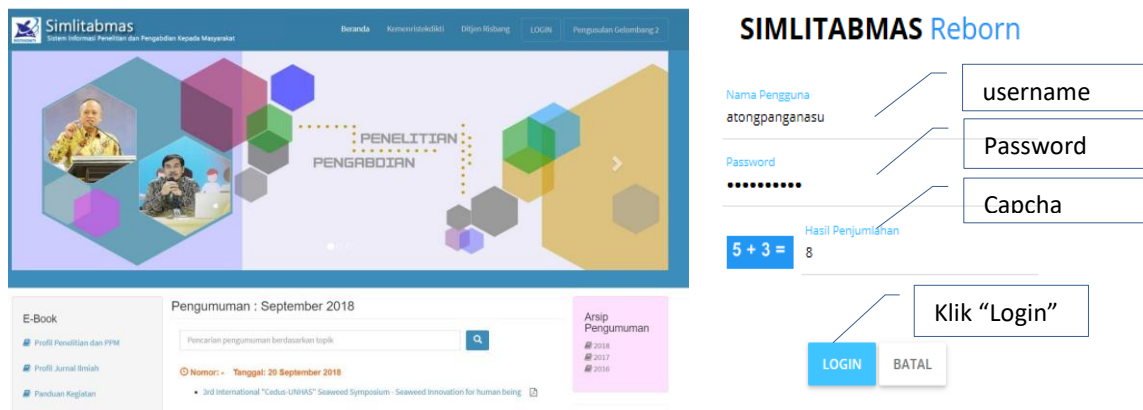 Simlitabmas
Sistem Informasi Penelitian dan Pengabdian Kepada Masyarakat
Beranda Kemenristekdikti Ditjen Risbang LOGIN Pengusulan Gelombang 2
PENELITIAN
PENGABDIAN
E-Book
Profil Penelitian dan PPM
Profil Jurnal Ilmiah
Panduan Kegiatan
Pengumuman : September 2018
Pencarian pengumuman berdasarkan topik
Nomor: - Tanggal: 20 September 2018
3rd International "Cedus-UNHAS" Seaweed Symposium - Seaweed Innovation for human being
Arsip
Pengumuman
2018
2017
2016
SIMLITABMAS Reborn
Nama Pengguna
atongpanganasu
username
Password
••••••••••
Password
Capcha
Hasil Penjumlahan
5 + 3 =
8
Klik “Login”
LOGIN BATAL